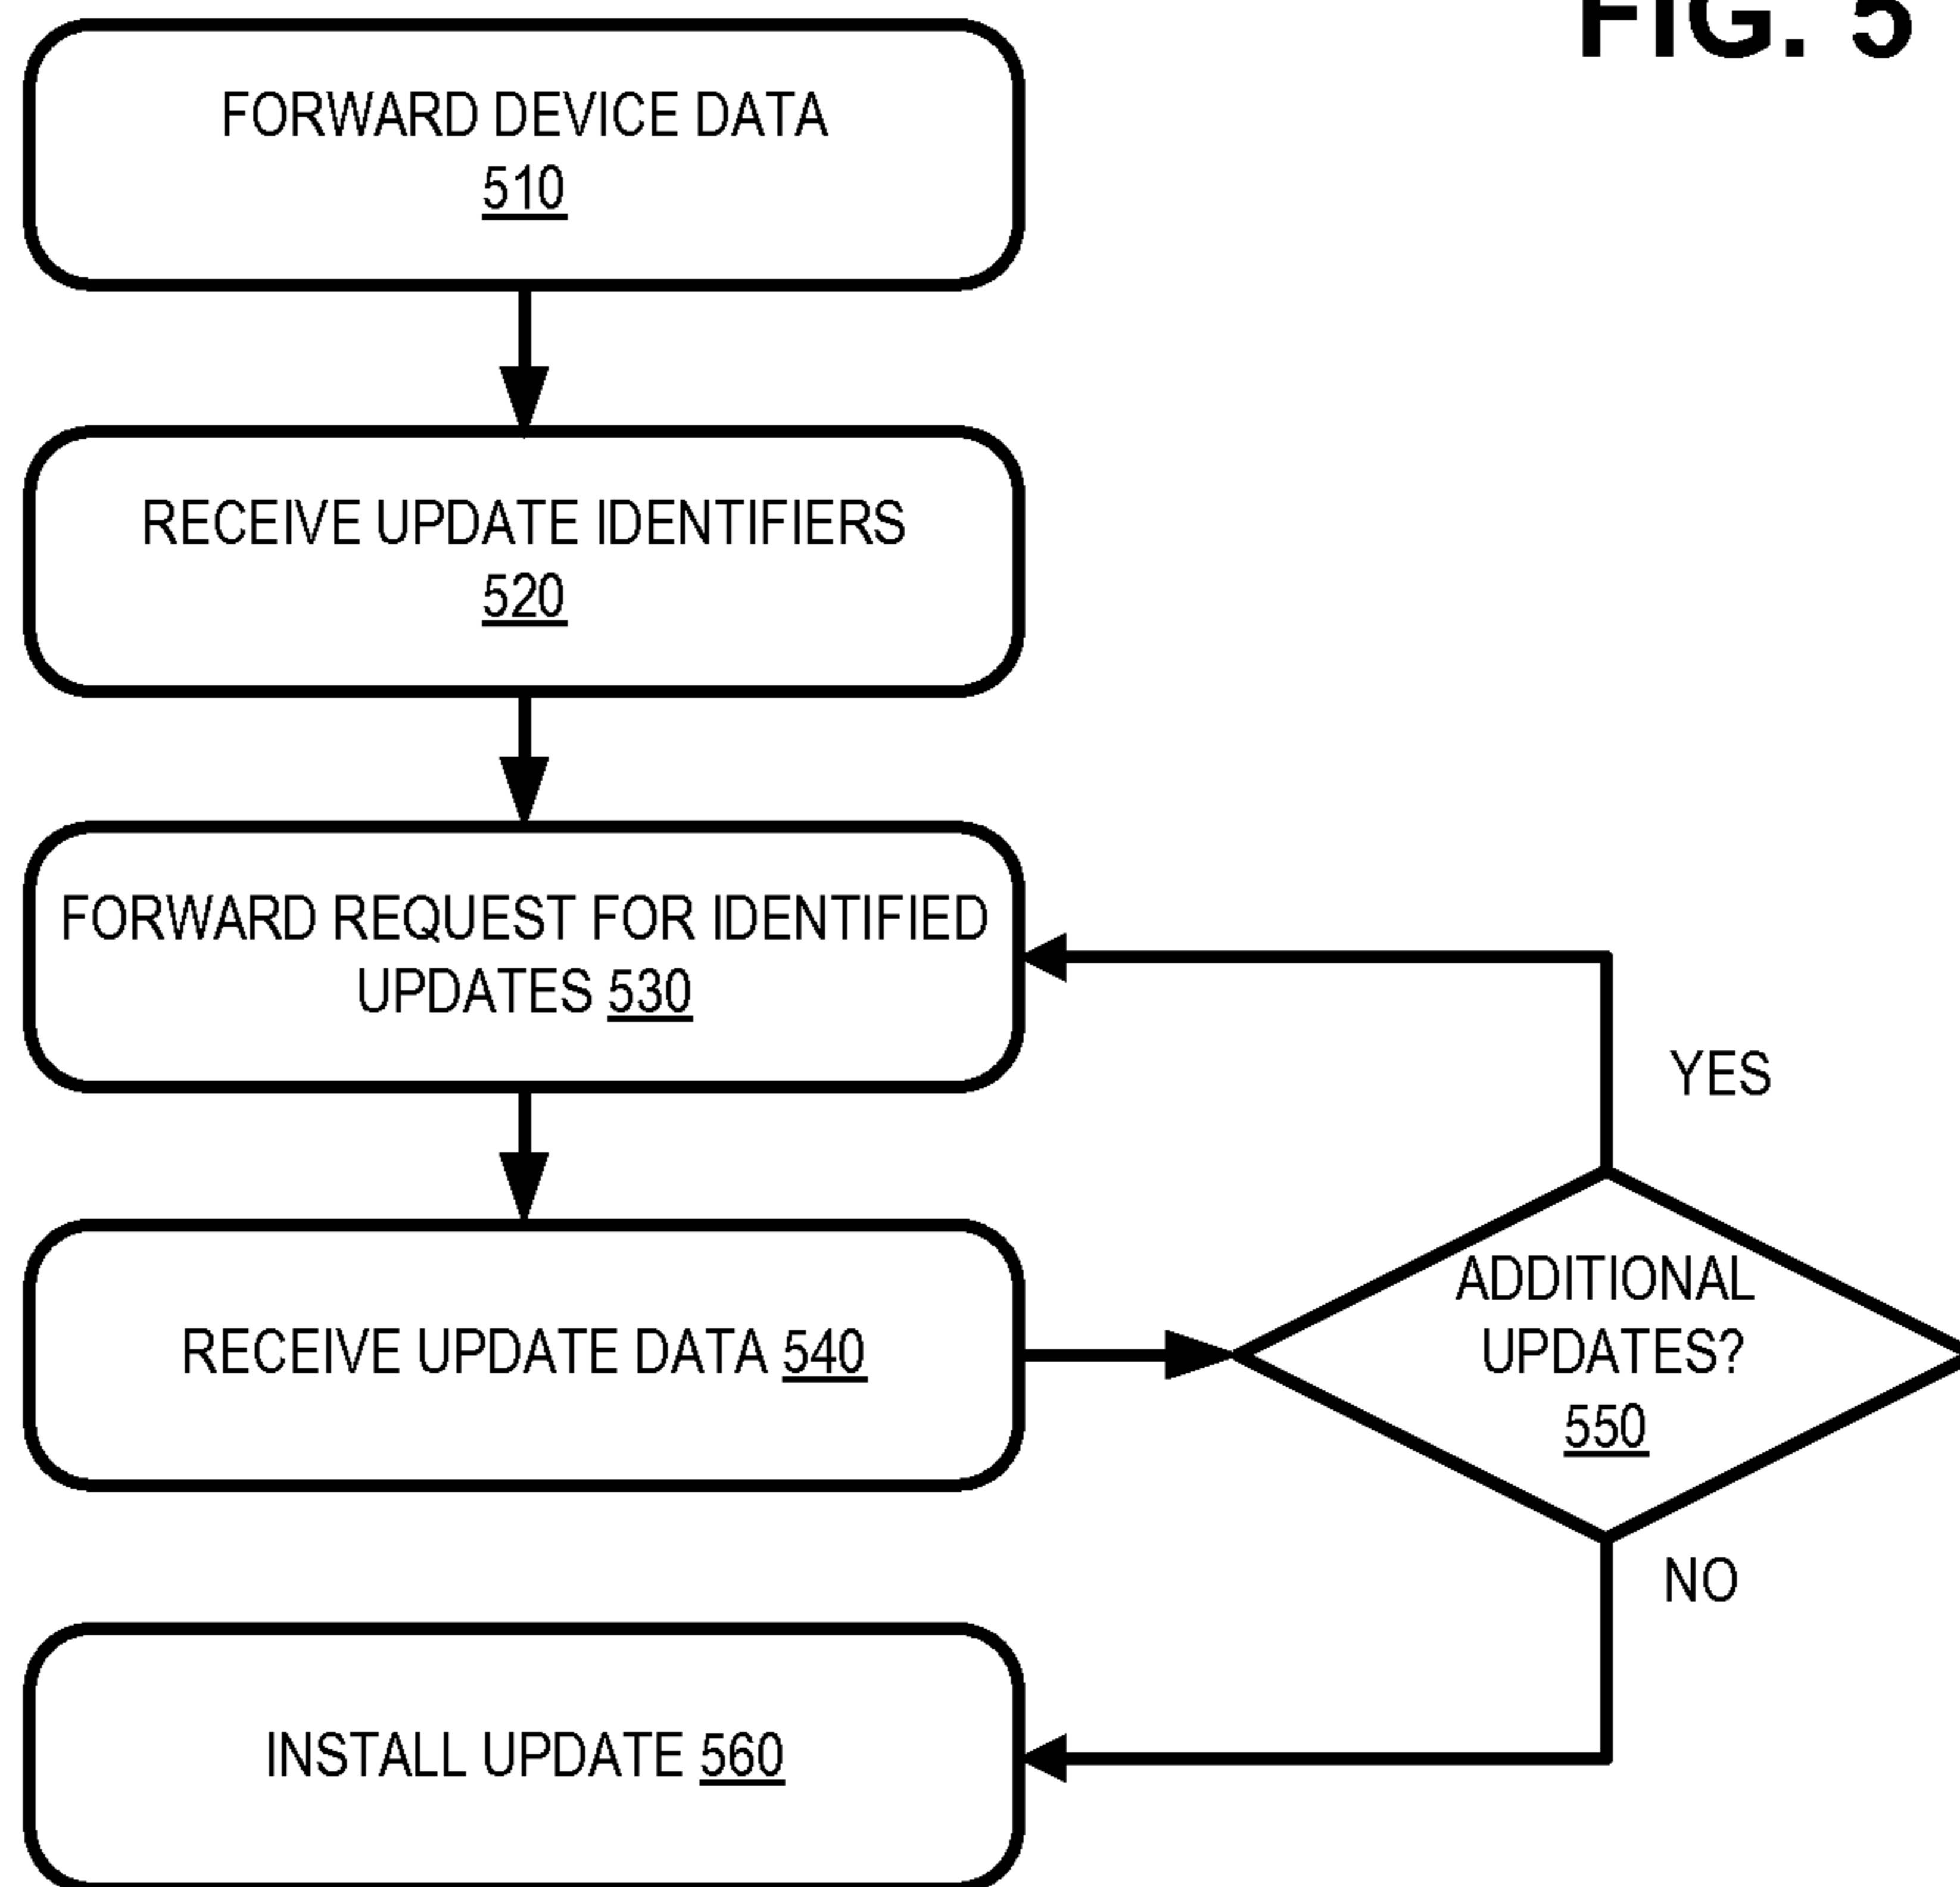 FIG. 5
FORWARD DEVICE DATA
510
RECEIVE UPDATE IDENTIFIERS
520
FORWARD REQUEST FOR IDENTIFIED
UPDATES 530
YES
RECEIVE UPDATE DATA 540
ADDITIONAL
UPDATES?
550
NO
INSTALL UPDATE 560